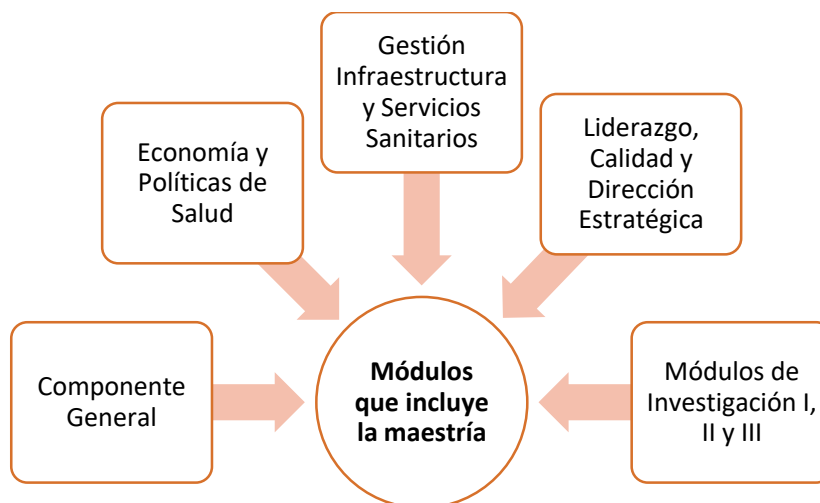 Gestión
Infraestructura
y Servicios
Sanitarios
Economía y
Políticas de
Salud
Liderazgo,
Calidad y
Dirección
Estratégica
Componente
General
Módulos
que incluye
la maestría
Módulos de
Investigación I,
II y III